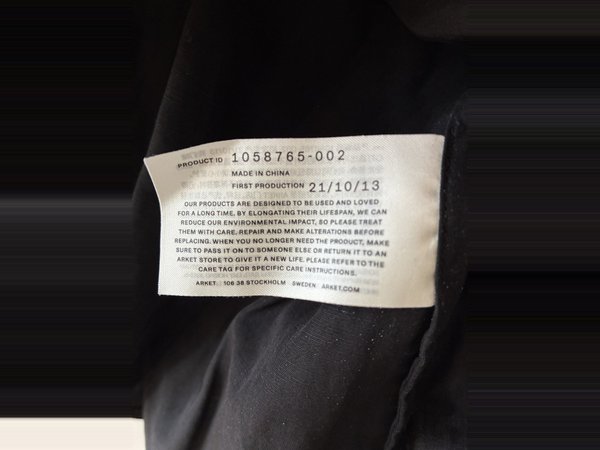 PRODUCT ID 1058765-002
MADE IN CHINA
FIRST PRODUCTION 21/10/13
OUR PRODUCTS ARE DESIGNED TO BE USED AND LOVED
FOR A LONG TIME, BY ELONGATING THEIR LIFESPAN, WE CAN
REDUCE OUR ENVIRONMENTAL IMPACT, SO PLEASE TREAT
THEM WITH CARE. REPAIR AND MAKE ALTERATIONS BEFORE
REPLACING. WHEN YOU NO LONGER NEED THE PRODUCT, MAKE
SURE TO PASS IT ON TO SOMEONE ELSE OR RETURN IT TO AN
ARKET STORE TO GIVE IT A NEW LIFE. PLEASE REFER TO THE
CARE TAG FOR SPECIFIC CARE INSTRUCTIONS.
ARKET 106 38 STOCKHOLM SWEDEN ARKET.COM